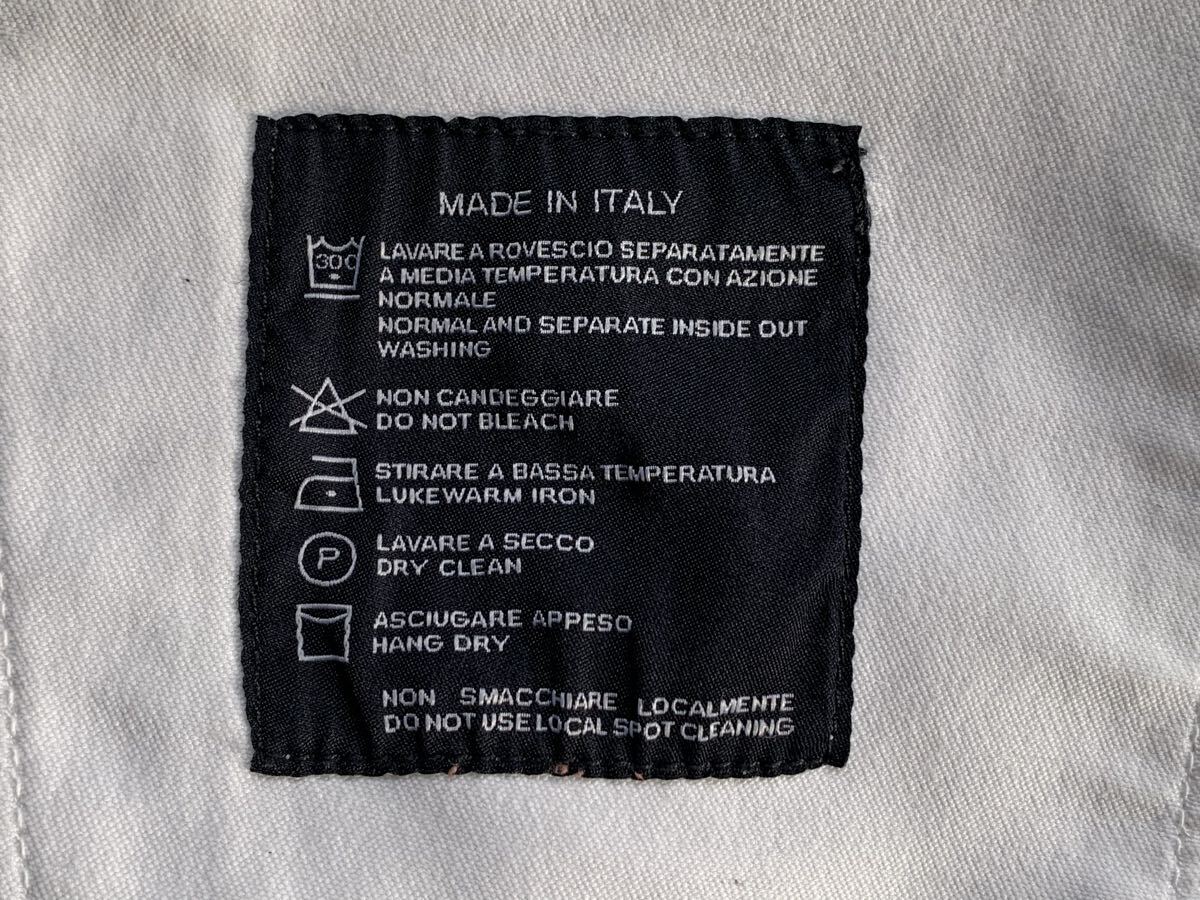 MADE IN ITALY
30C
LAVARE A ROVESCIO SEPARATAMENTE
A MEDIA TEMPERATURA CON AZIONE
NORMALE
NORMAL AND SEPARATE INSIDE OUT
WASHING
NON CANDEGGIARE
DO NOT BLEACH
STIRARE A BASSA TEMPERATURA
LUKEWARM IRON
P
LAVARE A SECCO
DRY CLEAN
ASCIUGARE APPESO
HANG DRY
NON SMACCHIARE LOCALMENTE
DO NOT USE LOCAL SPOT CLEANING